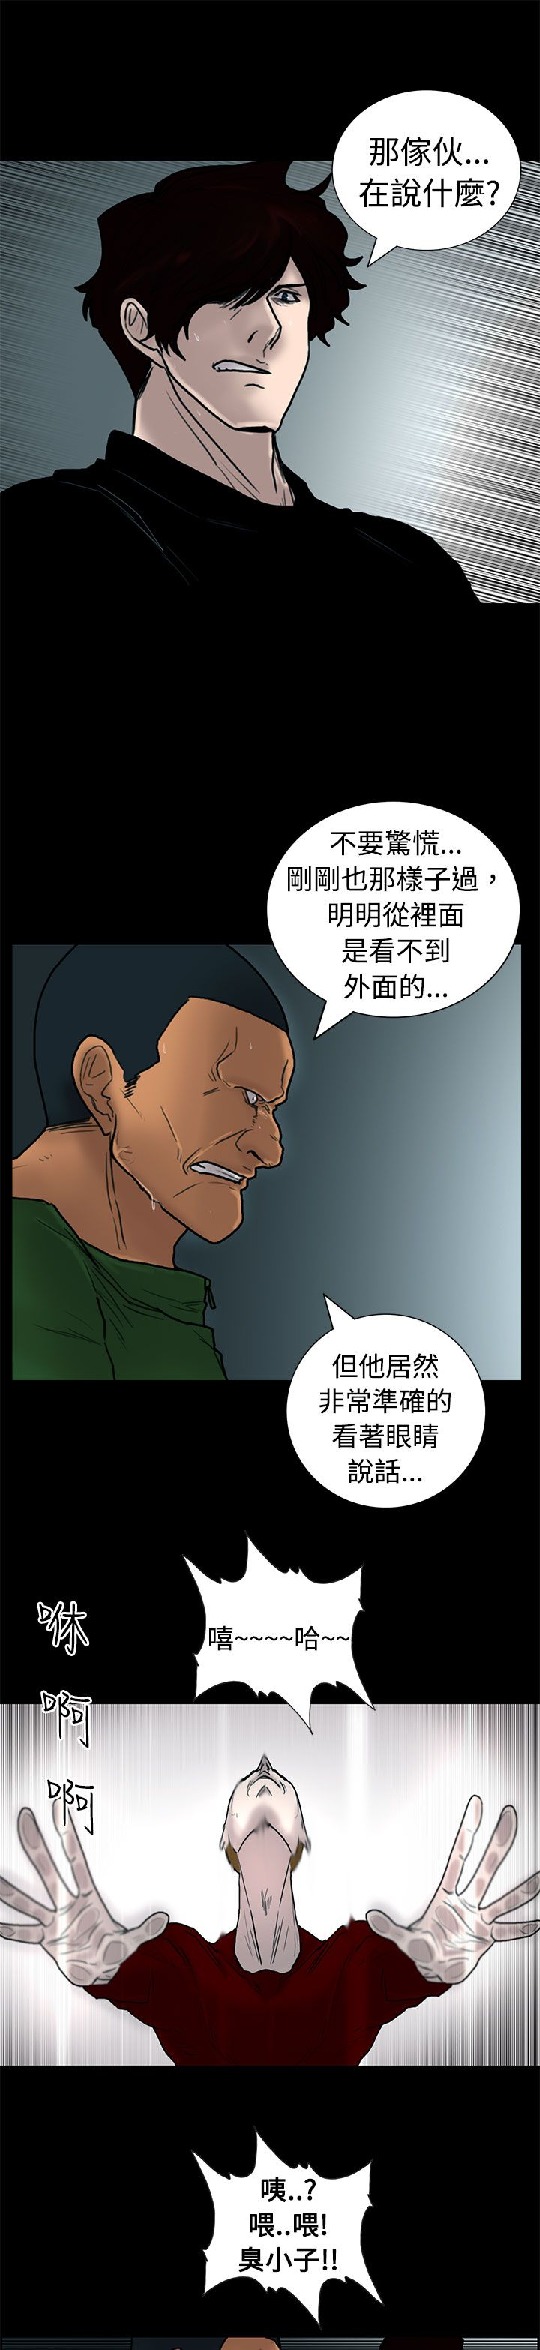 那傢伙...
在說什麼?
不要驚慌...
剛剛也那樣子過，
明明從裡面
是看不到
外面的...
但他居然
非常準確的
看著眼睛
說話...
嘻~~~~哈~~
咻
啊
啊
咦..?
喂..喂!
臭小子!!